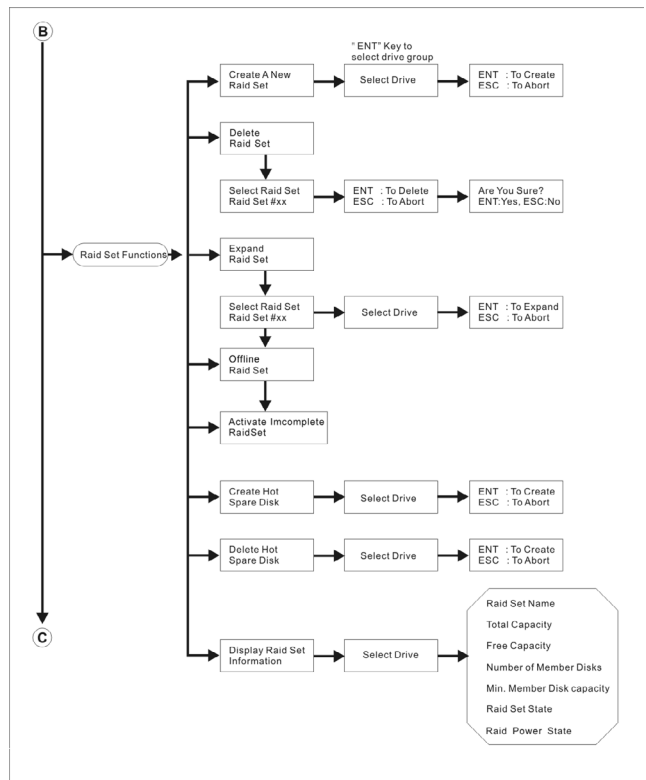 B
" ENT" Key to
select drive group
Create A New
Raid Set
Select Drive
ENT : To Create
ESC : To Abort
Delete
Raid Set
Select Raid Set
Raid Set #xx
ENT : To Delete
ESC : To Abort
Are You Sure?
ENT:Yes, ESC:No
Raid Set Functions
Expand
Raid Set
Select Raid Set
Raid Set #xx
Select Drive
ENT : To Expand
ESC : To Abort
Offline
Raid Set
Activate Imcomplete
RaidSet
Create Hot
Spare Disk
Select Drive
ENT : To Create
ESC : To Abort
Delete Hot
Spare Disk
Select Drive
ENT : To Create
ESC : To Abort
Display Raid Set
Information
Select Drive
Raid Set Name
Total Capacity
Free Capacity
Number of Member Disks
Min. Member Disk capacity
Raid Set State
Raid Power State
C